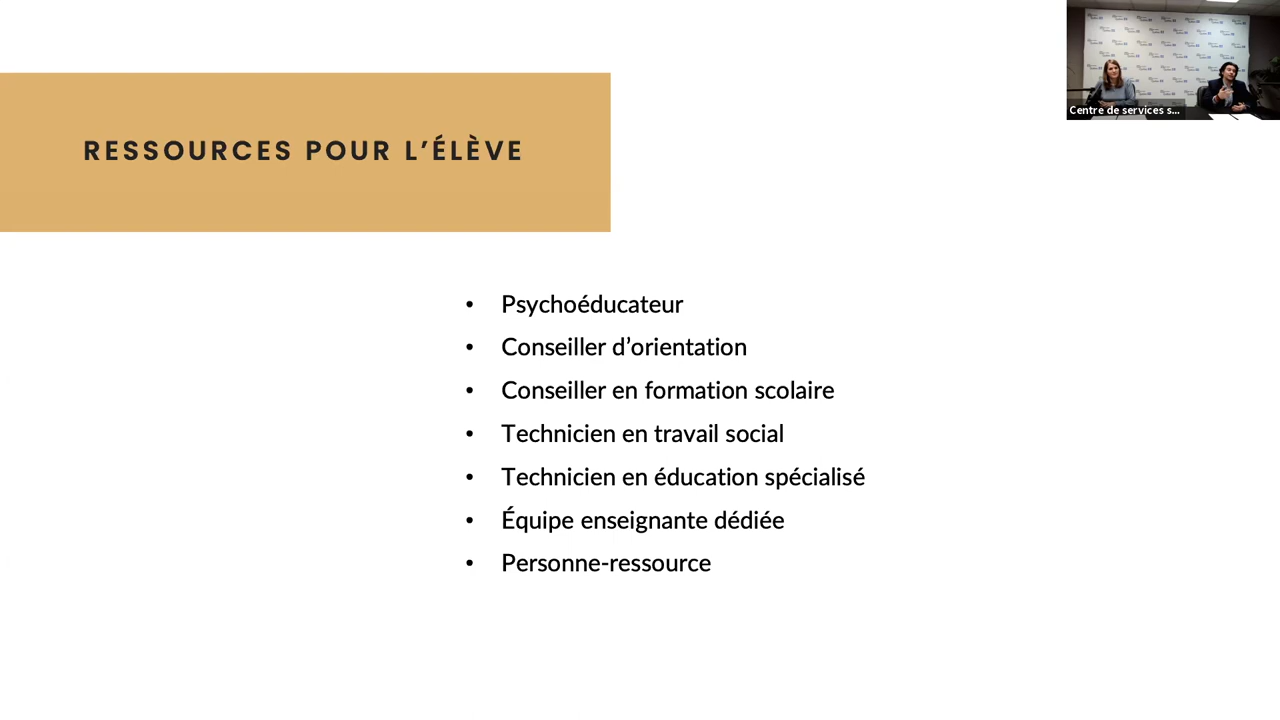 RESSOURCES POUR L’ÉLÈVE
Centre de services s...
• Psychoéducateur
• Conseiller d’orientation
• Conseiller en formation scolaire
• Technicien en travail social
• Technicien en éducation spécialisé
• Équipe enseignante dédiée
• Personne-ressource